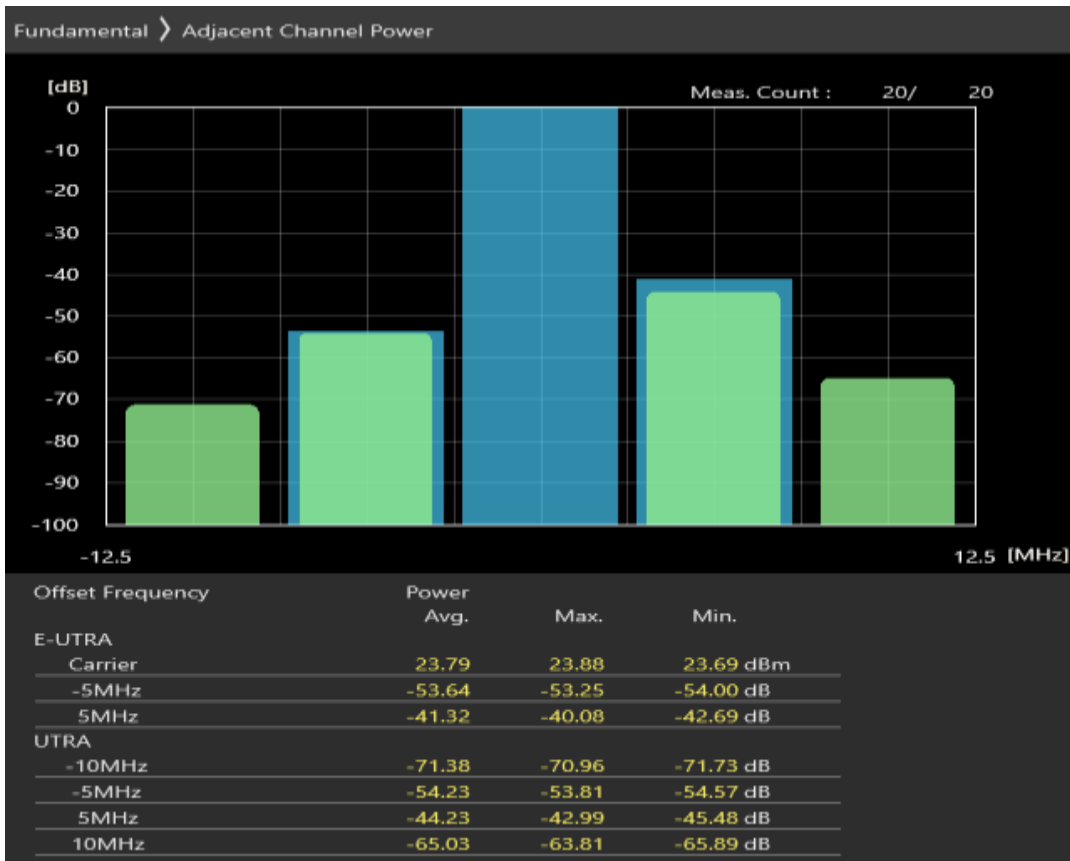 Fundamental ❯ Adjacent Channel Power
[dB]
Meas. Count : 20/ 20
0
-10
-20
-30
-40
-50
-60
-70
-80
-90
-100
-12.5 12.5 [MHz]
Offset Frequency Power
Avg. Max. Min.
E-UTRA
Carrier 23.79 23.88 23.69 dBm
-5MHz -53.64 -53.25 -54.00 dB
5MHz -41.32 -40.08 -42.69 dB
UTRA
-10MHz -71.38 -70.96 -71.73 dB
-5MHz -54.23 -53.81 -54.57 dB
5MHz -44.23 -42.99 -45.48 dB
10MHz -65.03 -63.81 -65.89 dB